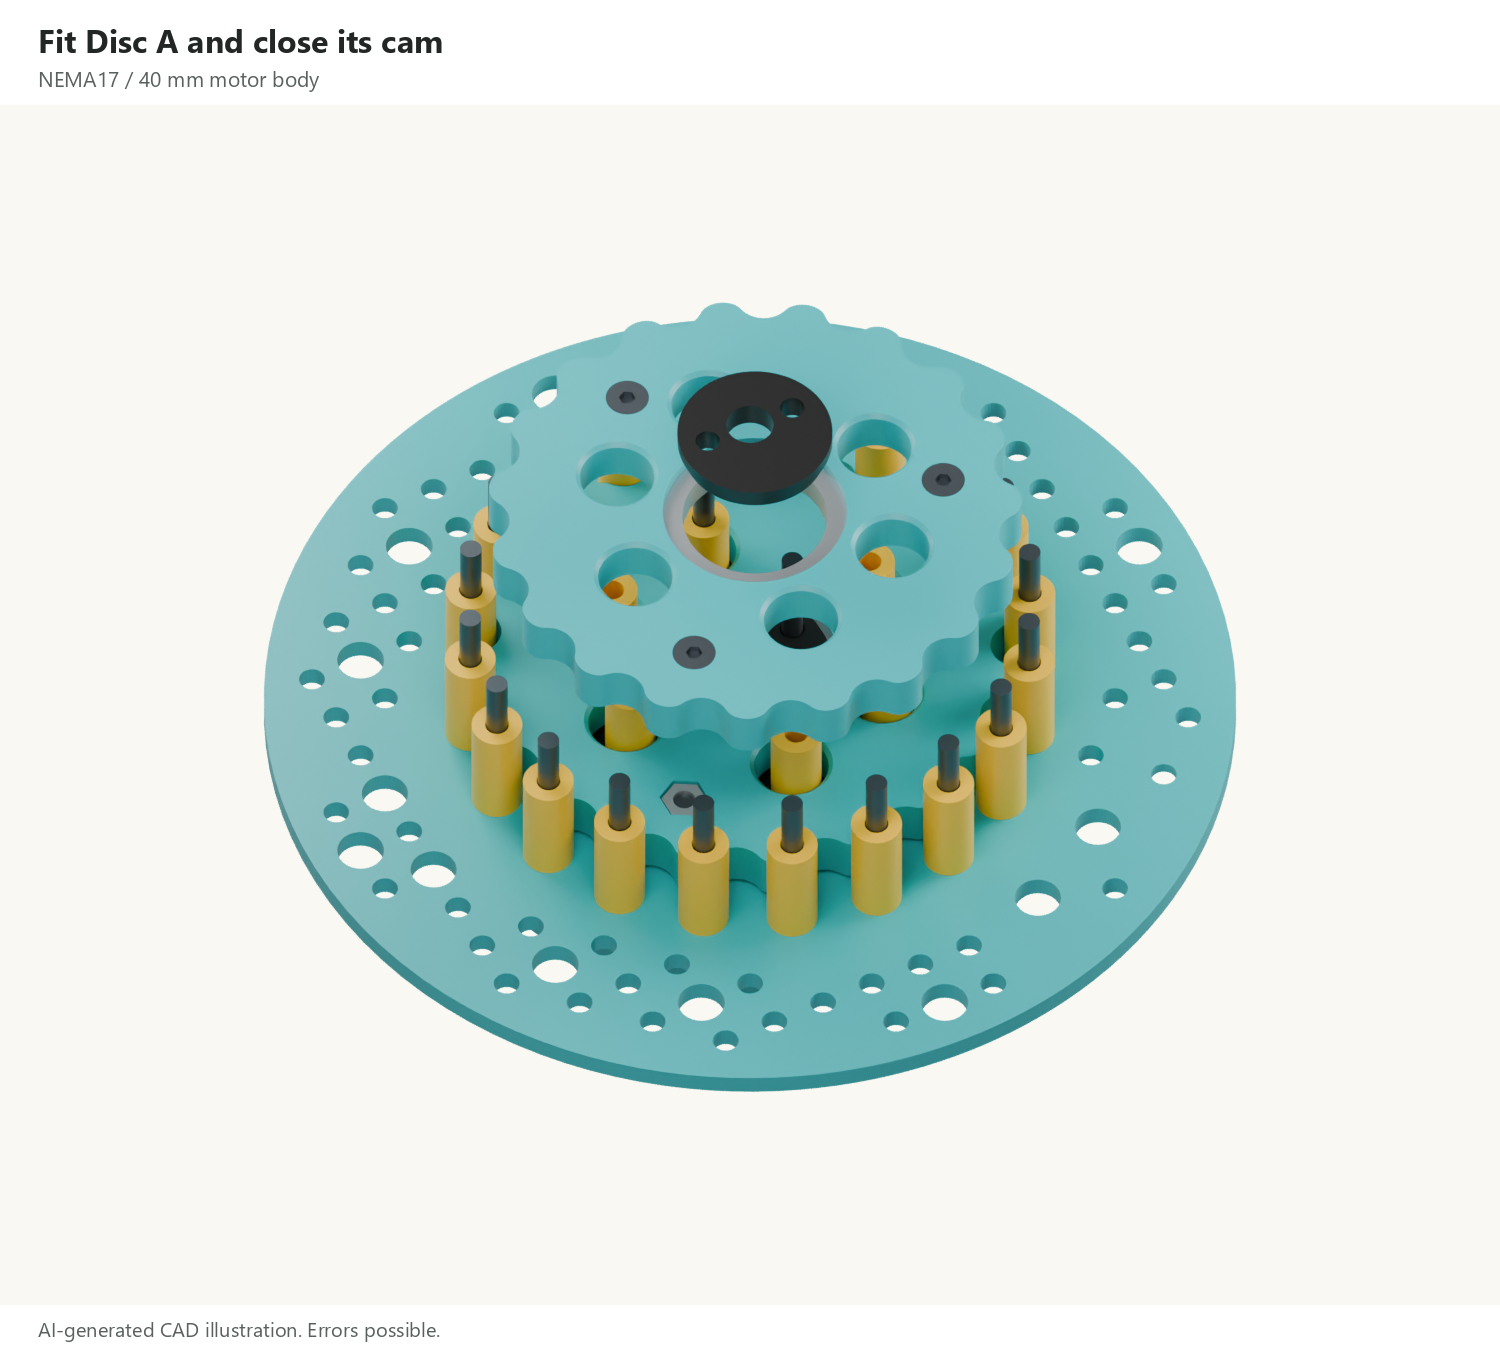 Fit Disc A and close its cam
NEMA17 / 40 mm motor body
AI-generated CAD illustration. Errors possible.